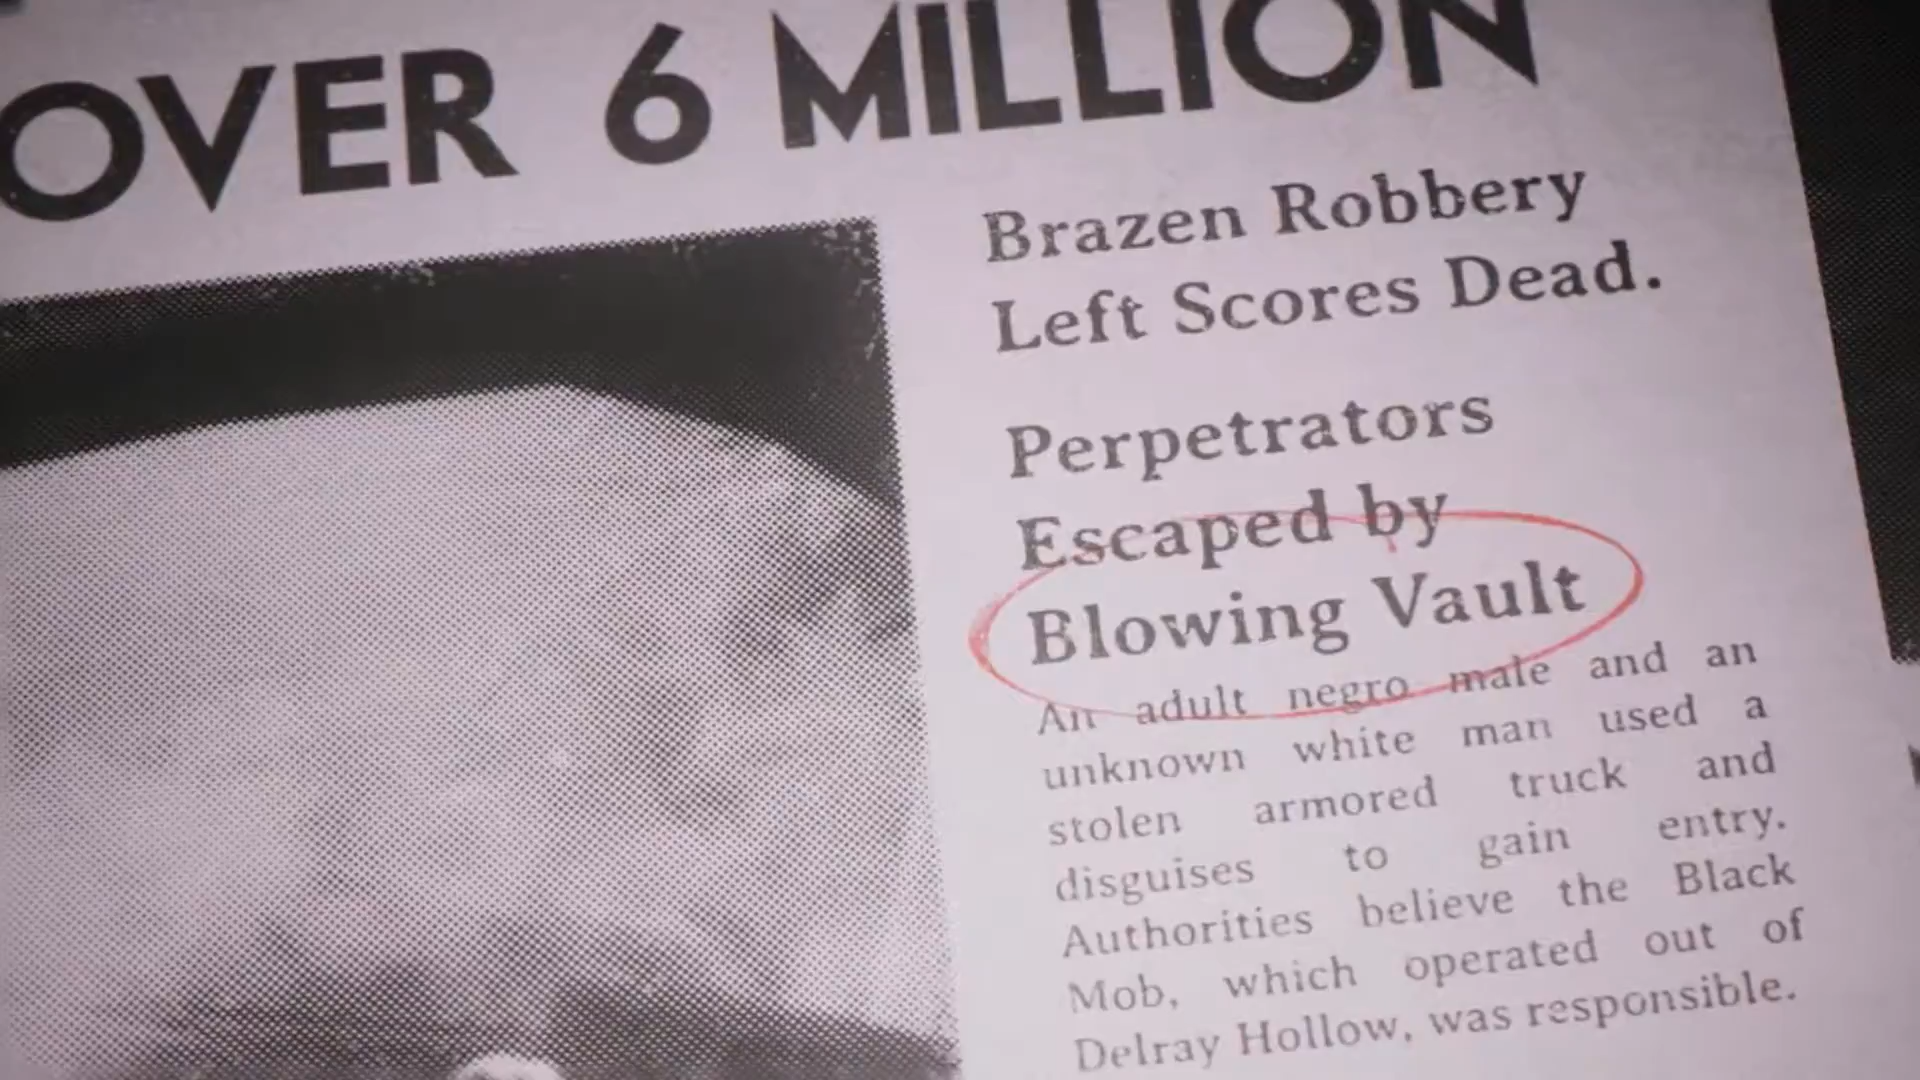 OVER 6 MILLION
Brazen Robbery
Left Scores Dead.
Perpetrators
Escaped by
Blowing Vault
An adult negro male and an
unknown white man used a
stolen armored truck and
disguises to gain entry.
Authorities believe the Black
Mob, which operated out of
Delray Hollow, was responsible.